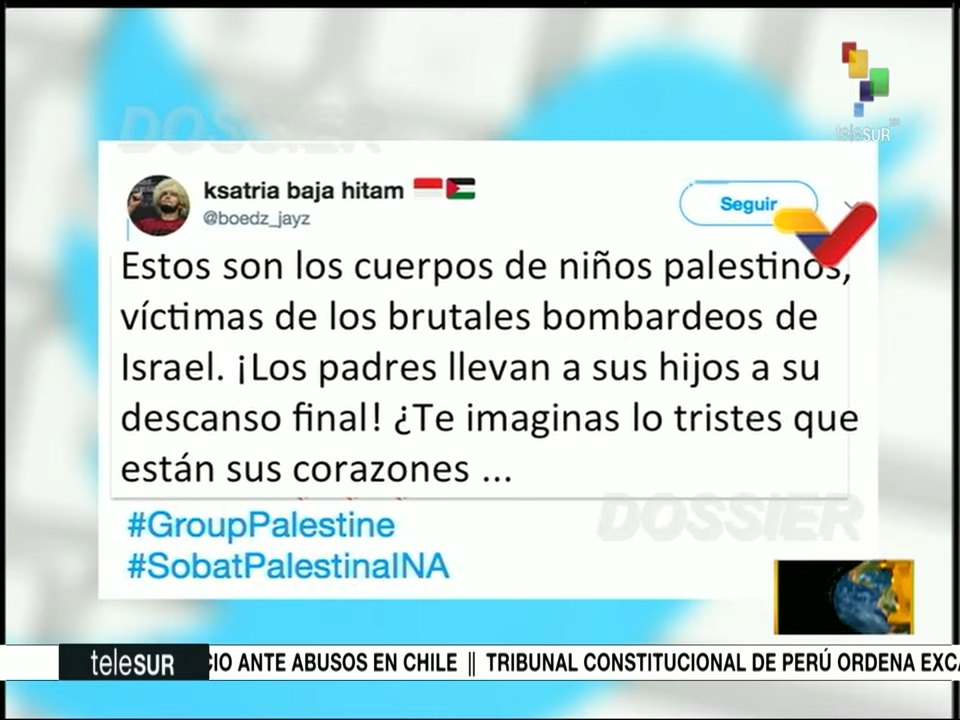 DOSSIER
teleSUR HD
ksatria baja hitam
@boedz_jayz
Seguir
Estos son los cuerpos de niños palestinos,
víctimas de los brutales bombardeos de
Israel. ¡Los padres llevan a sus hijos a su
descanso final! ¿Te imaginas lo tristes que
están sus corazones ...
#GroupPalestine
#SobatPalestinaINA
DOSSIER
teleSUR
CIO ANTE ABUSOS EN CHILE || TRIBUNAL CONSTITUCIONAL DE PERÚ ORDENA EXCA